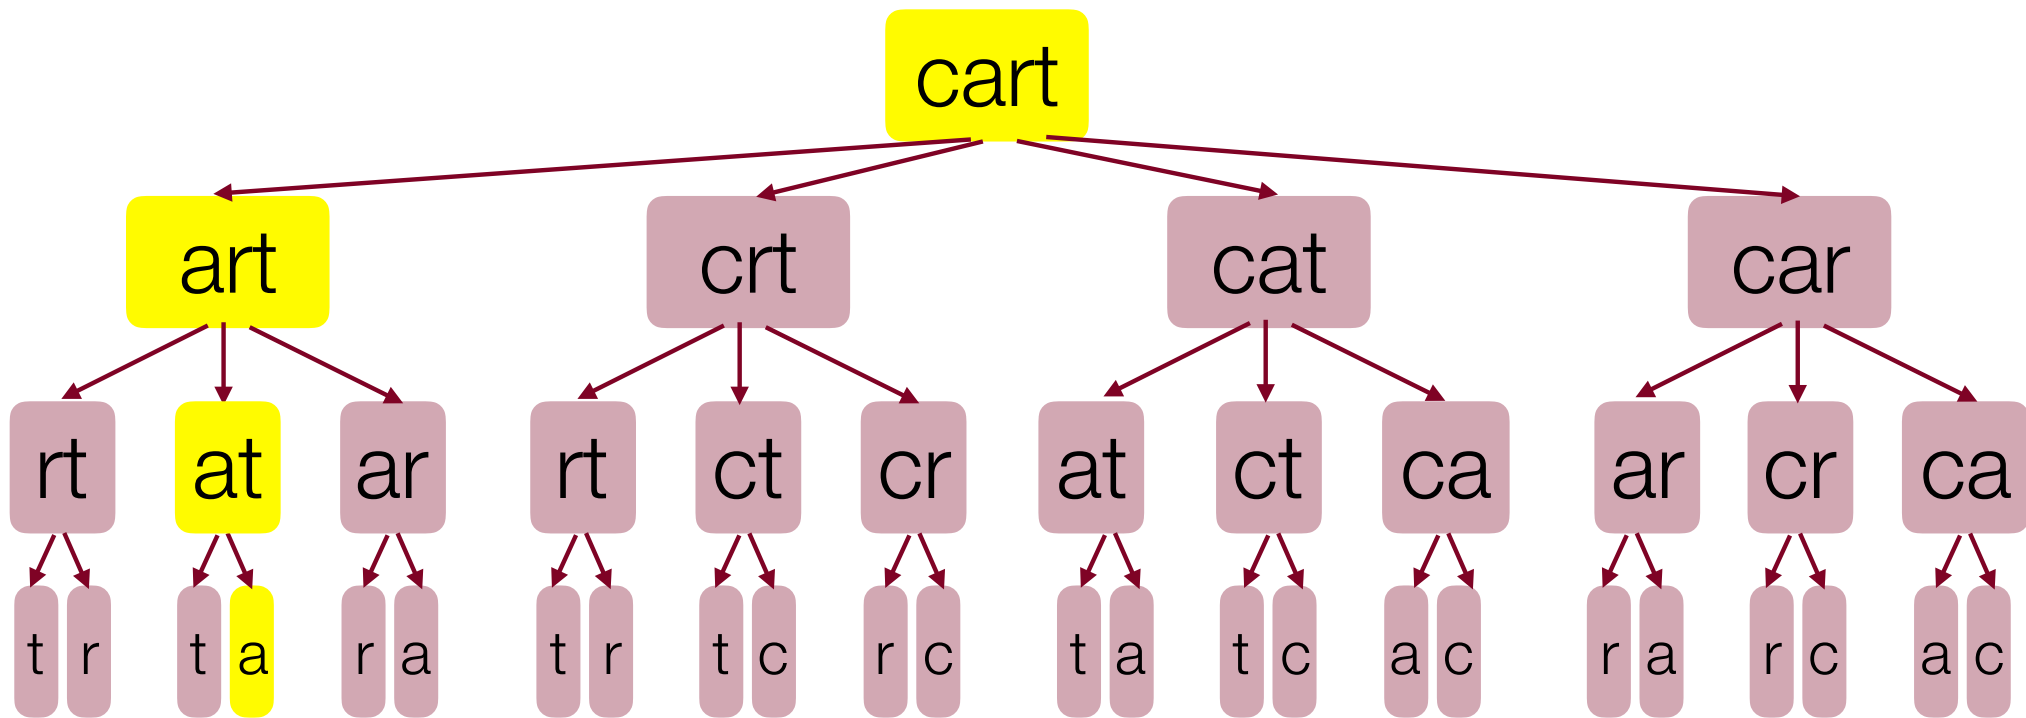 cart
art crt cat car
rt at ar rt ct cr at ct ca ar cr ca
t r t a r a t r t c r c t a t c a c r a r c a c